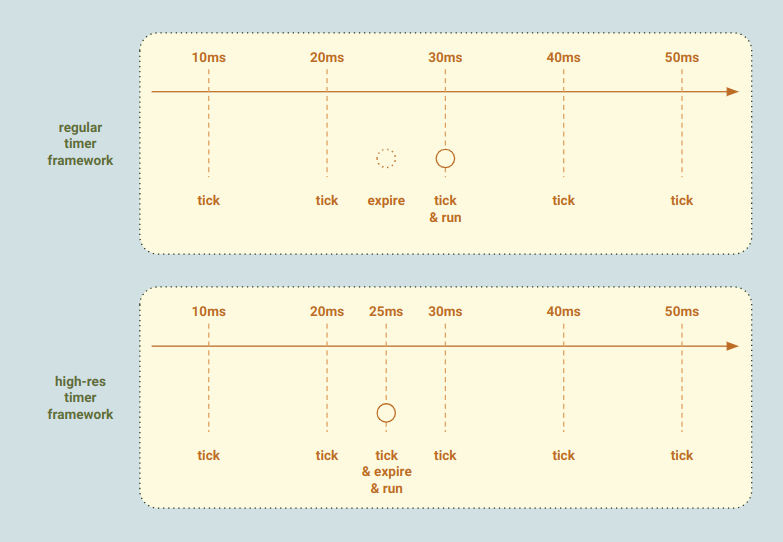 10ms 20ms 30ms 40ms 50ms
regular
timer
framework
tick tick expire tick tick tick
& run
10ms 20ms 25ms 30ms 40ms 50ms
high-res
timer
framework
tick tick tick tick tick tick
& expire
& run